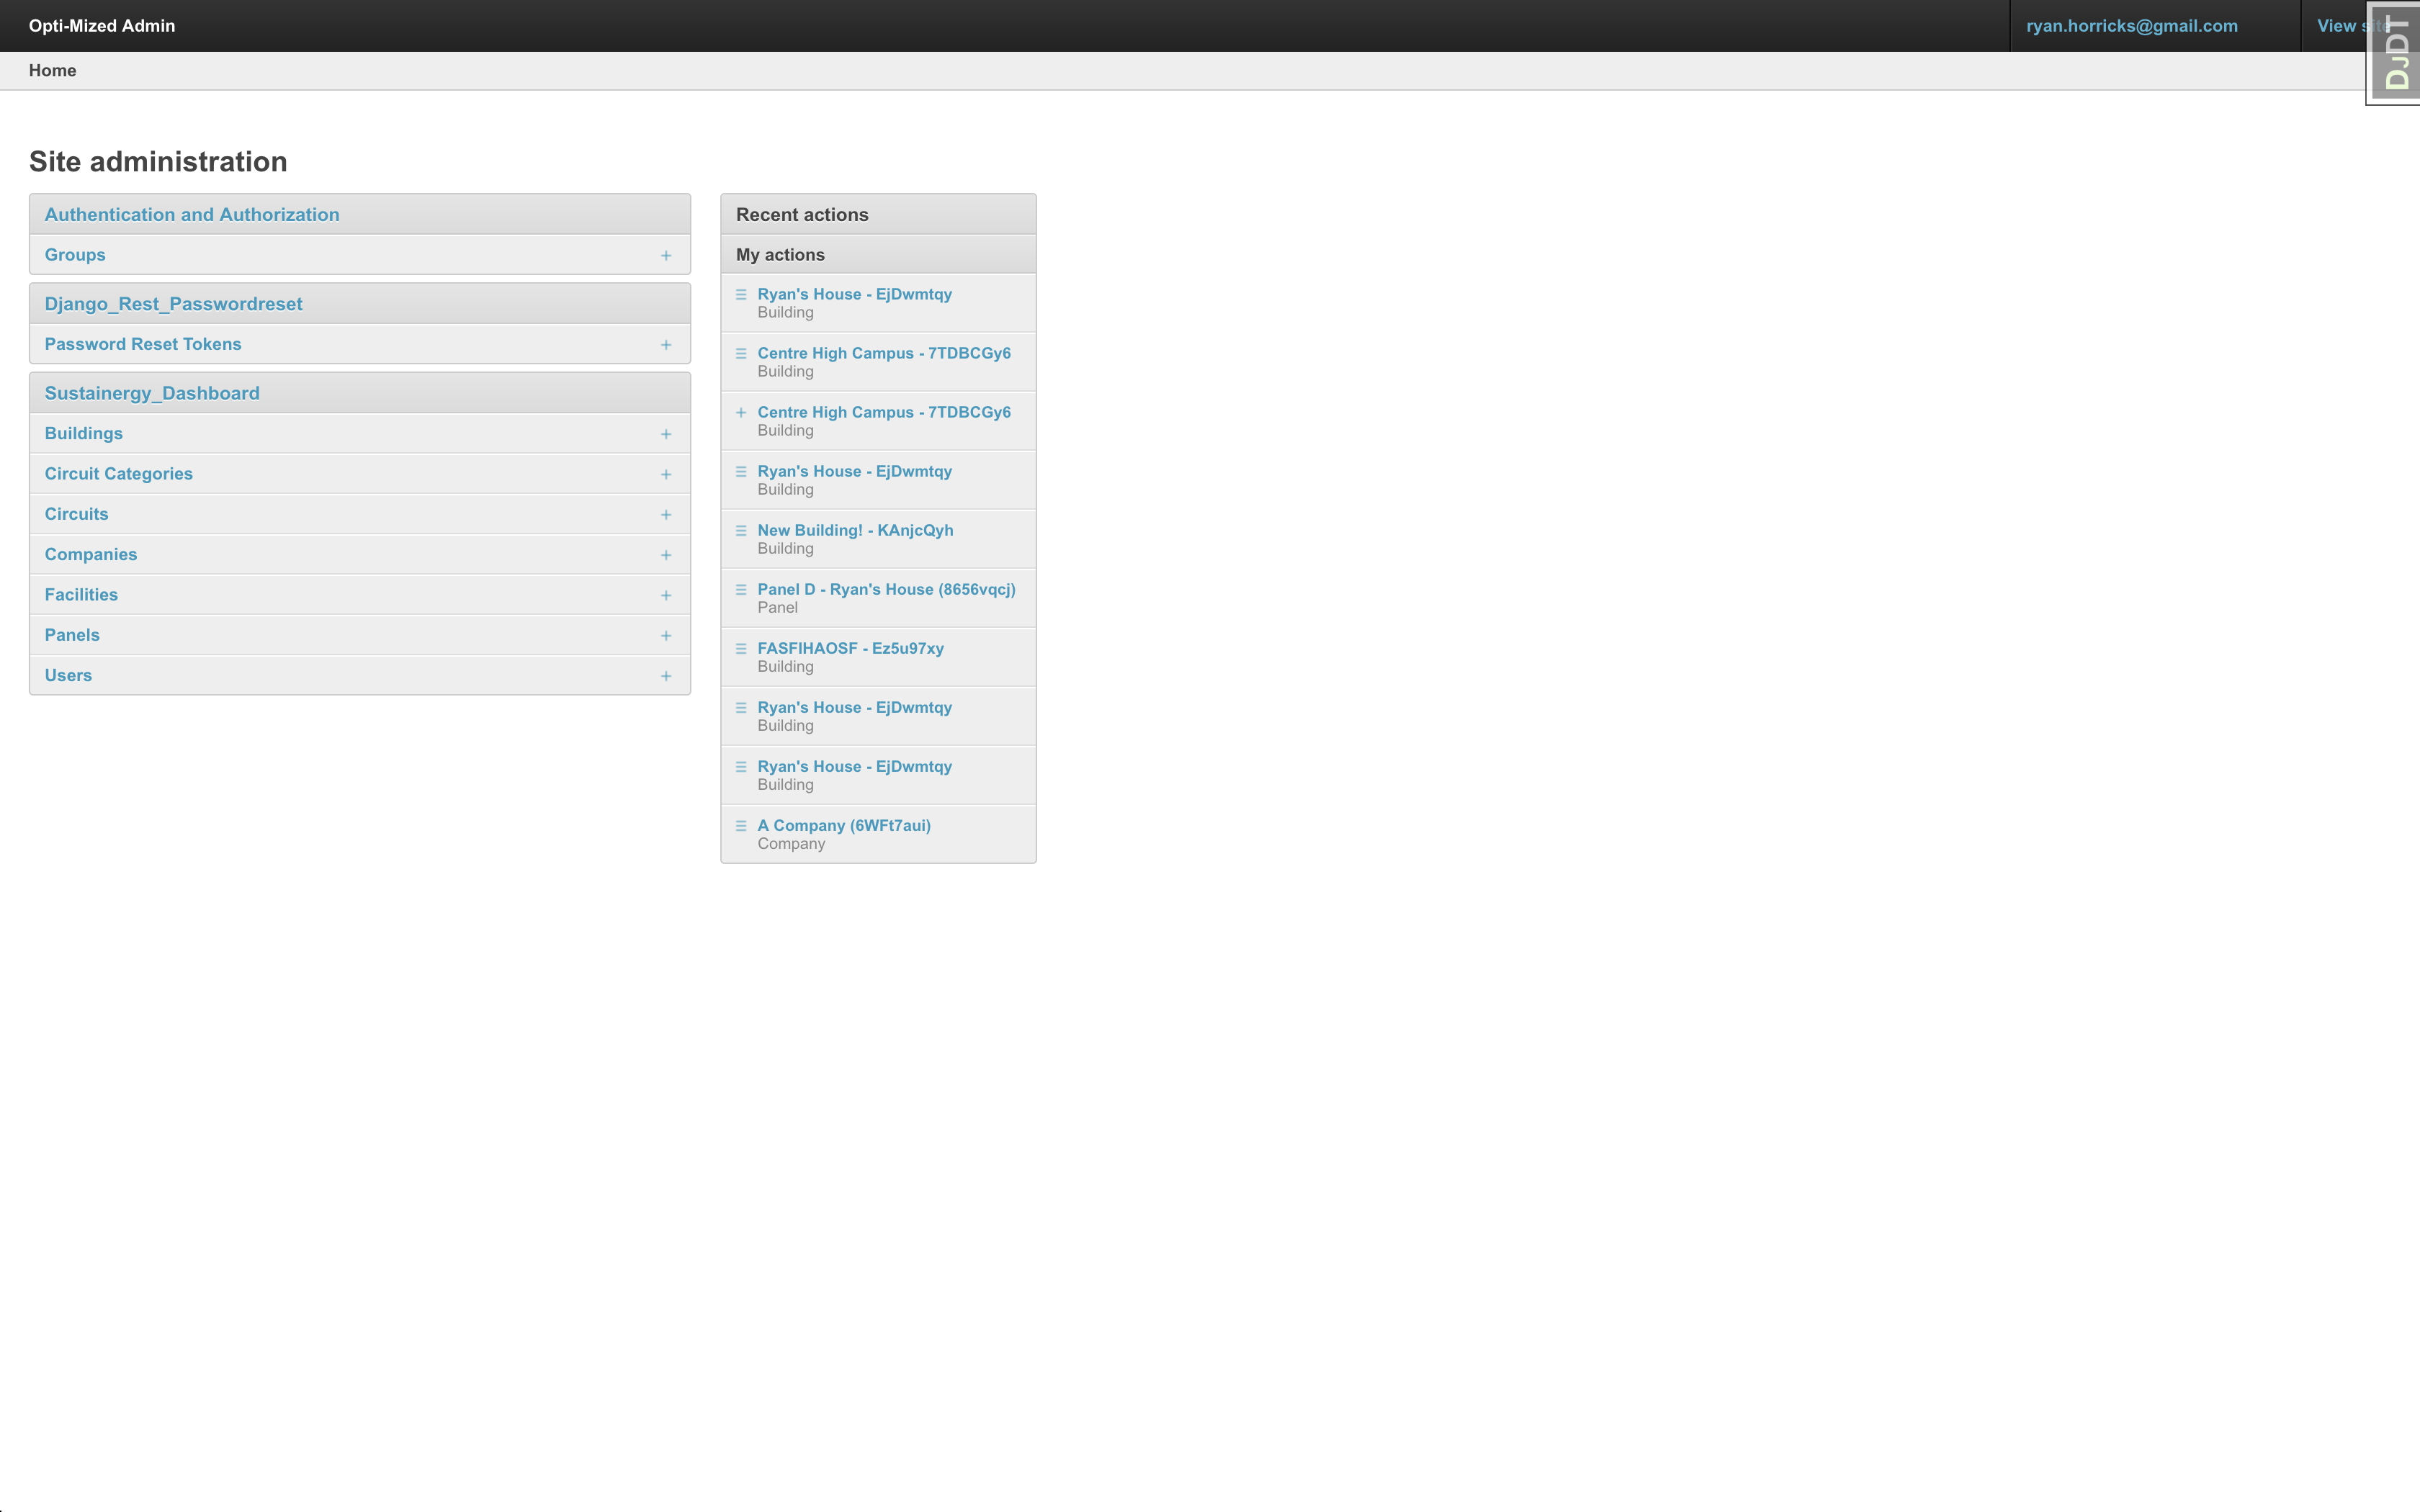 Opti-Mized Admin
ryan.horricks@gmail.com
View site
DJDT
Home
Site administration
Authentication and Authorization
Groups
Django_Rest_Passwordreset
Password Reset Tokens
Sustainergy_Dashboard
Buildings
Circuit Categories
Circuits
Companies
Facilities
Panels
Users
Recent actions
My actions
Ryan's House - EjDwmtqy
Building
Centre High Campus - 7TDBCGy6
Building
Centre High Campus - 7TDBCGy6
Building
Ryan's House - EjDwmtqy
Building
New Building! - KAnjcQyh
Building
Panel D - Ryan's House (8656vqcj)
Panel
FASFIHAOSF - Ez5u97xy
Building
Ryan's House - EjDwmtqy
Building
Ryan's House - EjDwmtqy
Building
A Company (6WFt7aui)
Company